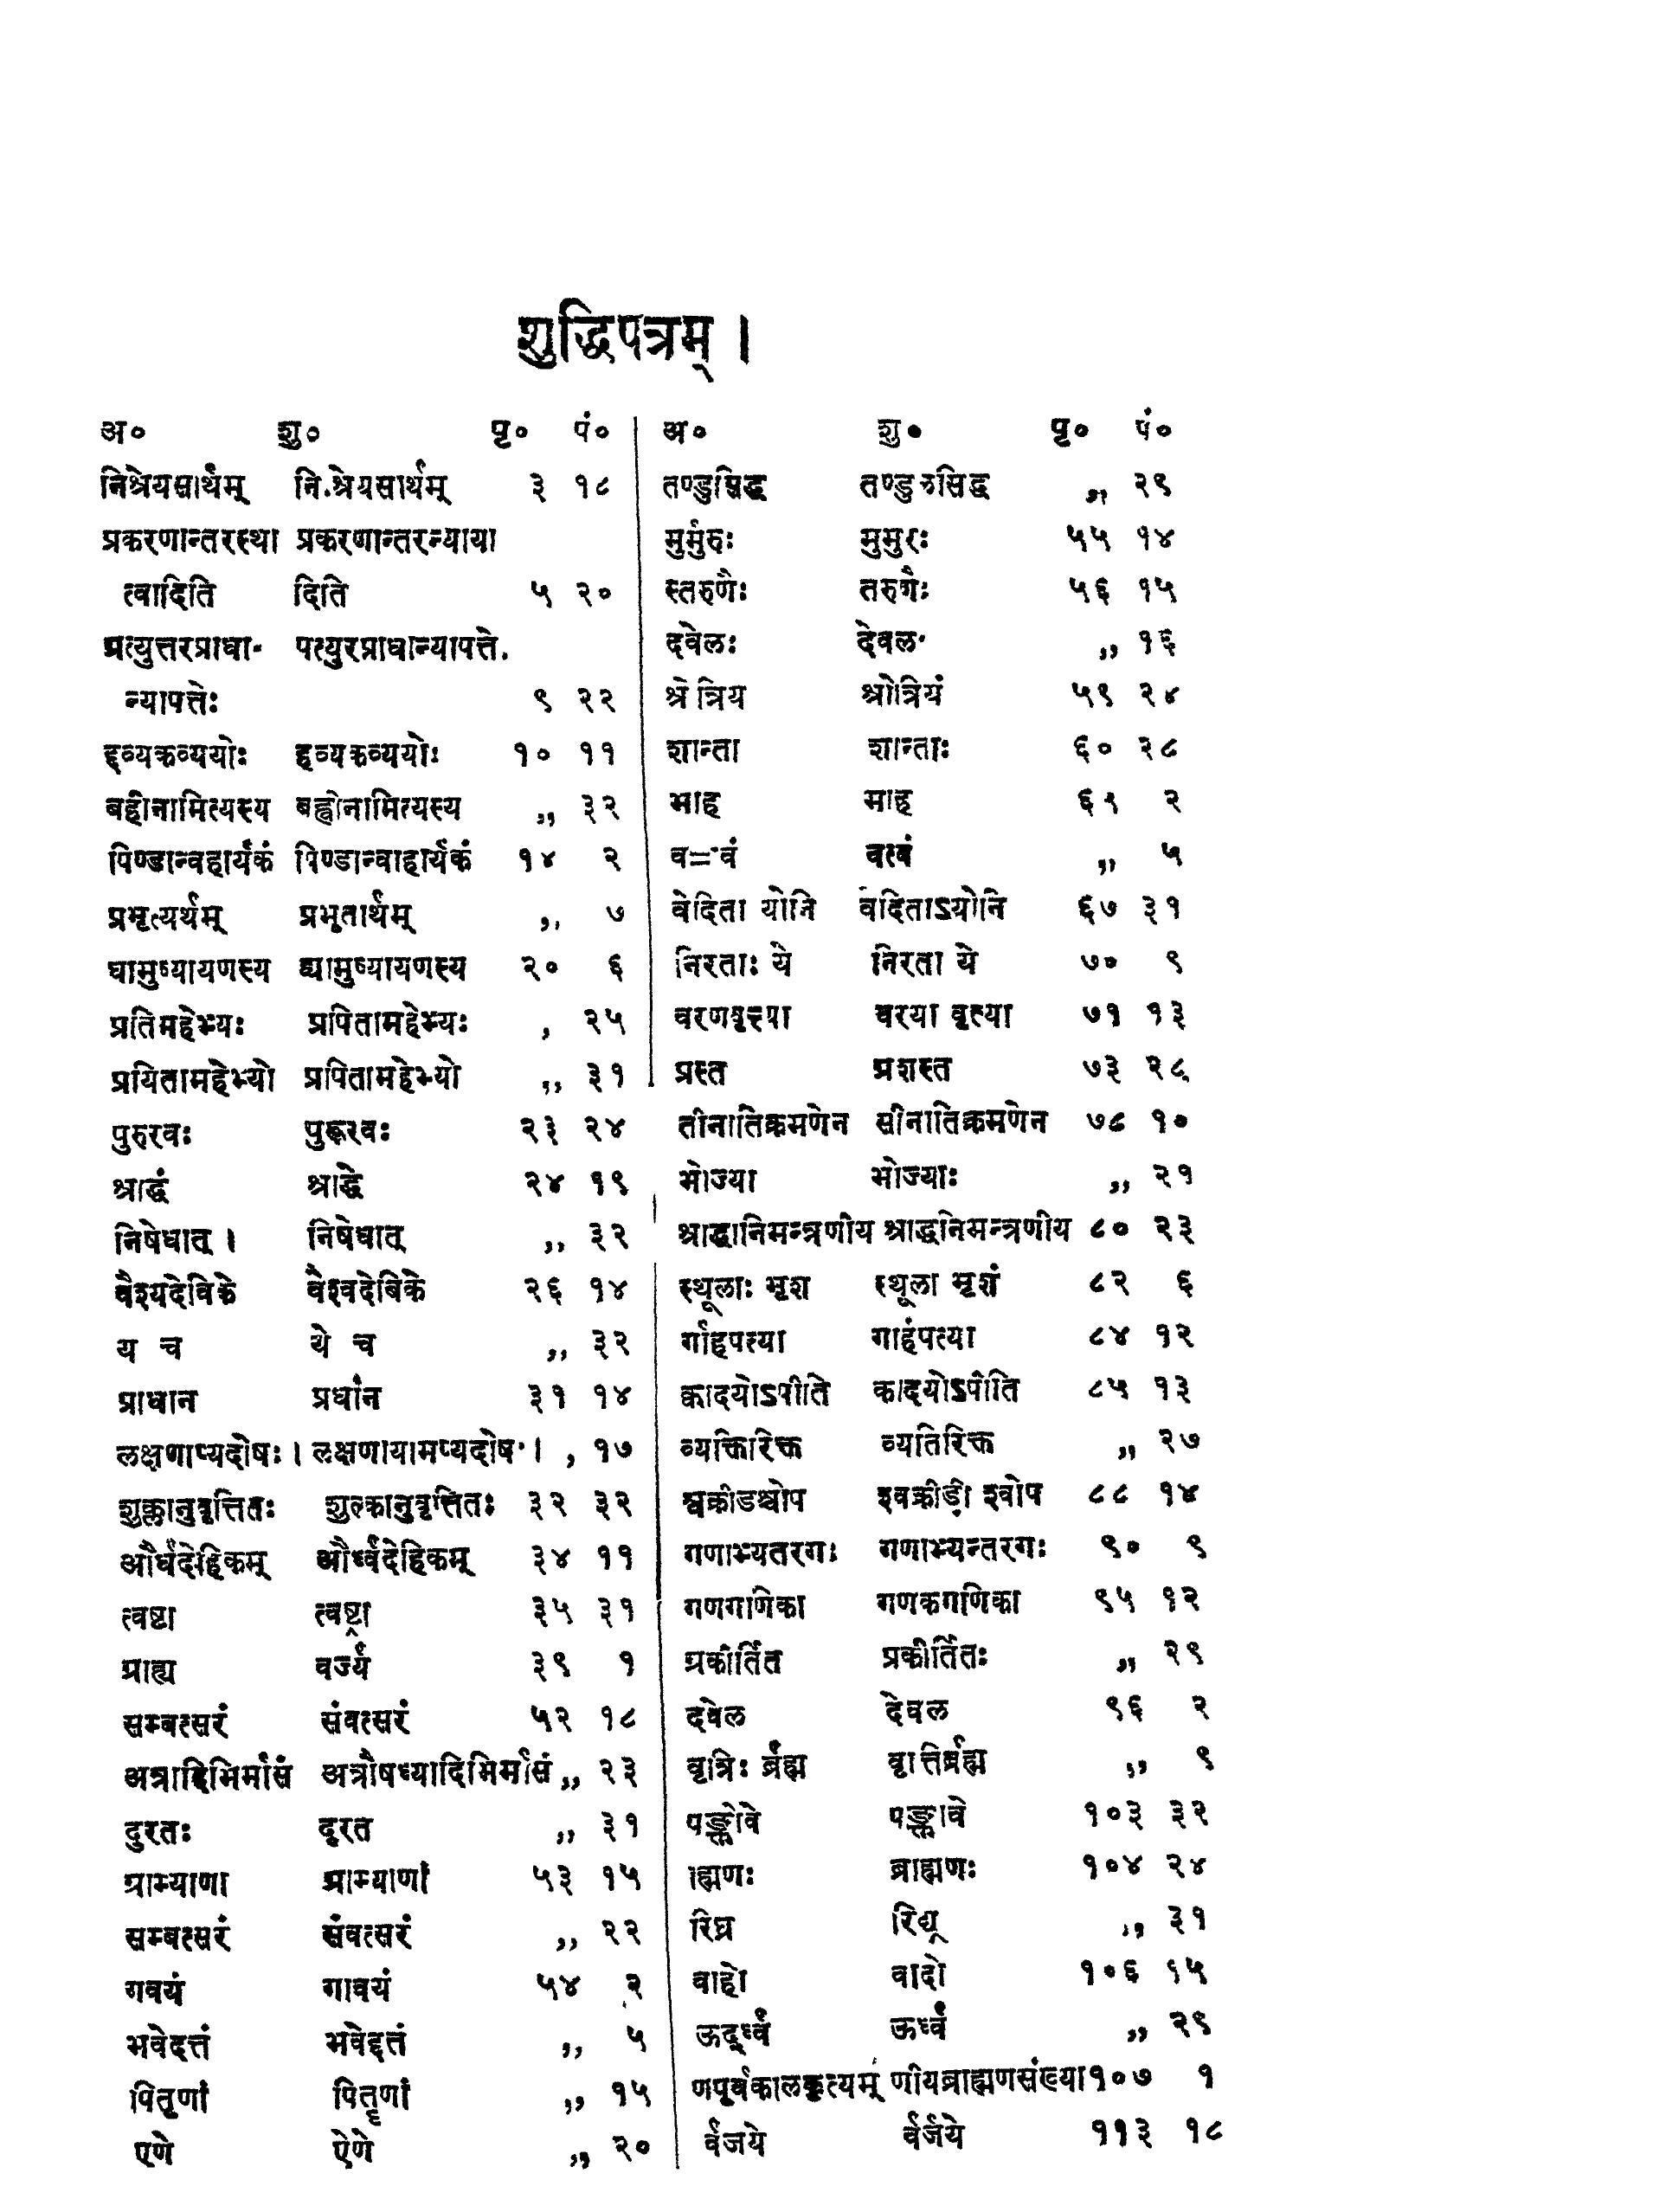 शुद्धिपत्रम् ।
अ० शु० पृ० पं०
निश्रेयसार्थम् नि.श्रेयसार्थम् ३ १८
प्रकरणान्तरस्था प्रकरणान्तरन्याया
त्वादिति दिति ५ २०
प्रत्युत्तरप्राधा- पत्युरप्राधान्यापत्ते.
न्यापत्तेः ९ २२
हव्यकव्ययोः हव्यकव्ययोः १० ११
बहीनामित्यस्य बह्वीनामित्यस्य ,, ३२
पिण्डान्वहार्यकं पिण्डान्वाहार्यकं १४ २
प्रभृत्यर्थम् प्रभूतार्थम् ,, ७
घामुष्यायणस्य द्यामुष्यायणस्य २० ६
प्रतिमहेभ्यः प्रपितामहेभ्यः , २५
प्रयितामहेभ्यो प्रपितामहेभ्यो ,, ३१
पुरुरवः पुरूरवः २३ २४
श्राद्धं श्राद्धे २४ १९
निषेधात् । निषेधात् ,, ३२
वैश्यदेविके वैश्वदेविके २६ १४
य च ये च ,, ३२
प्राधान प्रधान ३१ १४
लक्षणाप्यदोषः । लक्षणायामप्यदोष· । , १७
शुक्लानुवृत्तितः शुल्कानुवृत्तितः ३२ ३२
और्धदेहिकम् और्ध्वदेहिकम् ३४ ११
त्वष्टा त्वष्ट्रा ३५ ३१
ग्राह्य वर्ज्य ३९ १
सम्वत्सरं संवत्सरं ५२ १८
अत्रादिभिर्मासं अत्रौषध्यादिभिर्मासं ,, २३
दुरतः दूरत ,, ३१
ग्राम्याणा ग्राम्याणां ५३ १५
सम्वत्सरं संवत्सरं ,, २२
गवयं गावयं ५४ २
भवेदत्तं भवेद्दत्तं ,, ५
पितृणां पितॄणां ,, १५
एणे ऐणे ,, २०
अ० शु० पृ० पं०
तण्डुसिद्ध तण्डुलसिद्ध ,, २९
मुर्मुरुः मुमुरः ५५ १४
स्तरुणैः तरुणैः ५६ १५
दवेलः देवल· ,, १६
श्रे त्रिय श्रोत्रियं ५९ २४
शान्ता शान्ताः ६० २८
भाह माह ६१ २
वत्वं ,, ५
वेदिता योनि वदिताऽयोनि ६७ ३१
निरताः ये निरता ये ७० ९
वरणवृत्त्या वरया वृत्या ७१ १३
प्रस्त प्रशस्त ७३ २८
तीनातिक्रमणेन सीनातिक्रमणेन ७८ १०
भोज्या भोज्याः ,, २१
श्राद्धानिमन्त्रणीय श्राद्धनिमन्त्रणीय ८० २३
स्थूलाः भृश स्थूला भृशं ८२ ६
र्गाहपत्या गार्हपत्या ८४ १२
क्कादयोऽपीति कादयोऽपीति ८५ १३
व्यक्तिारिक्त व्यतिरिक्त ,, २७
श्वक्रीडश्वोप श्वक्रीडी श्वोप ८८ १४
गणाभ्यतरगः गणाभ्यन्तरगः ९० ९
गणगणिका गणकगणिका ९५ १२
प्रकीर्तित प्रकीर्तितः ,, २९
दवेल देवल ९६ २
वृत्रिः र्ब्रह्म वृत्तिर्ब्रह्म ,, ९
पङ्क्तोवे पङ्क्तावे १०३ ३२
ह्मणः ब्राह्मणः १०४ २४
रिघ्र रिध्र् ,, ३१
वाहो वादो १०६ १५
ऊद्र्ध्वं ऊर्ध्वं ,, २९
णपूर्वकालकृत्यम् णीयब्राह्मणसंख्या १०७ १
र्वजये र्वर्जये ११३ १८